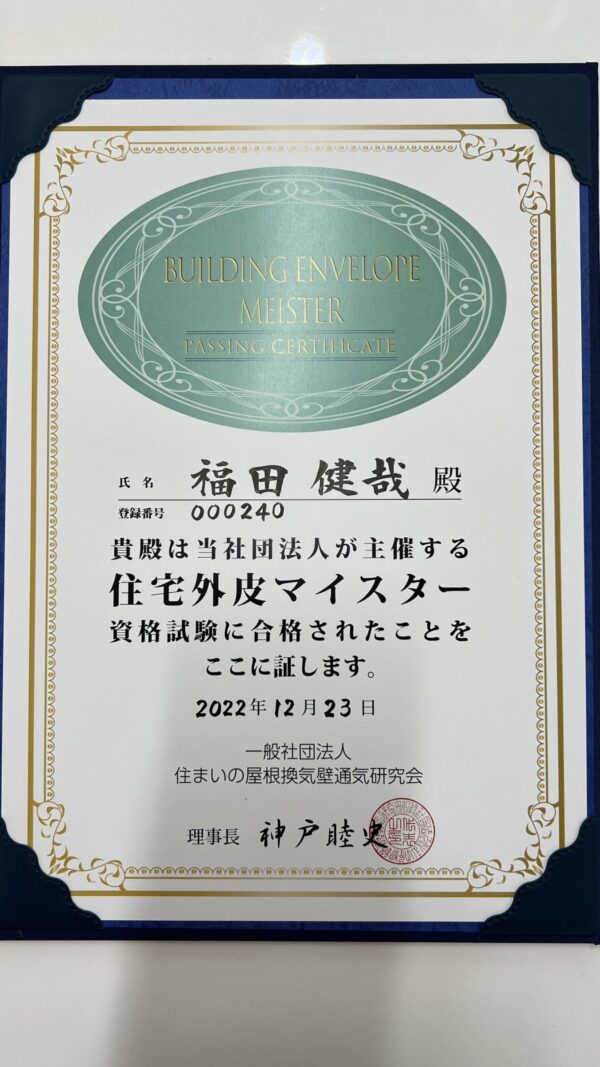 BUILDING ENVELOPE
MEISTER
PASSING CERTIFICATE
氏名 福田 健哉 殿
登録番号 000240
貴殿は当社団法人が主催する
住宅外皮マイスター
資格試験に合格されたことを
ここに証します。
2022年12月23日
一般社団法人
住まいの屋根換気壁通気研究会
理事長 神戸睦史